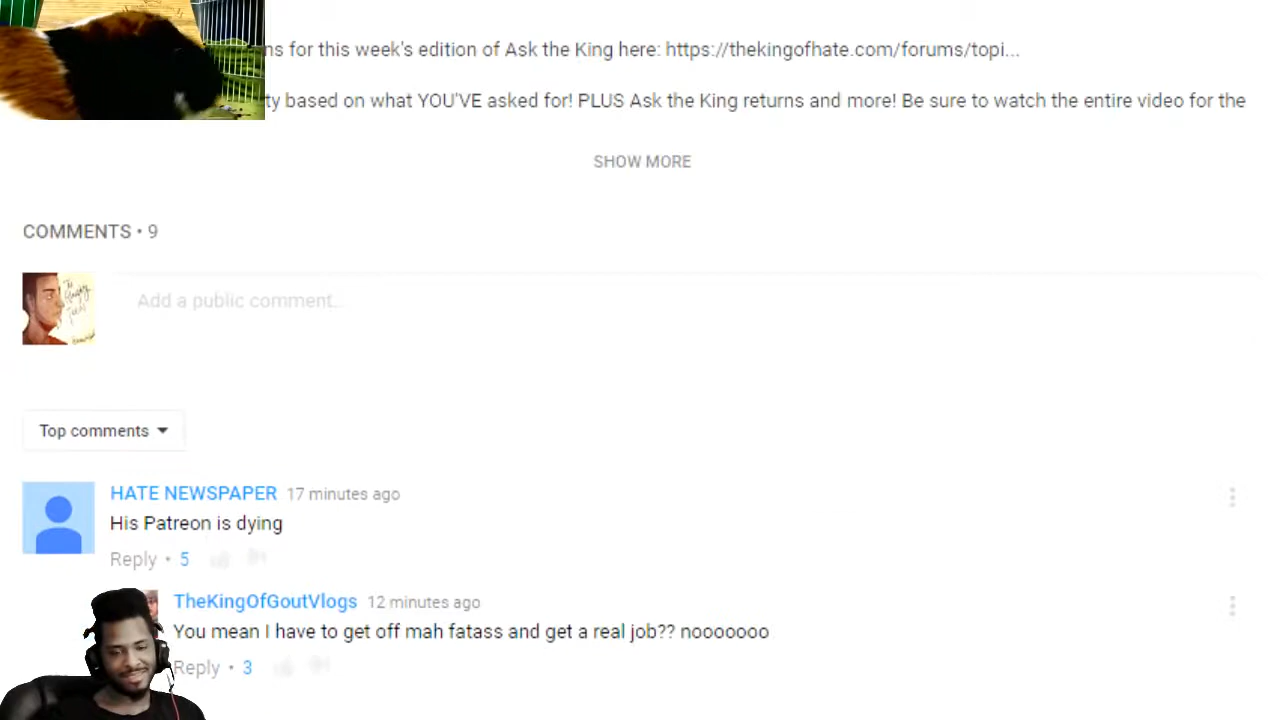 ns for this week's edition of Ask the King here: https://thekingofhate.com/forums/topi...
ty based on what YOU'VE asked for! PLUS Ask the King returns and more! Be sure to watch the entire video for the
SHOW MORE
COMMENTS • 9
Add a public comment...
Top comments
HATE NEWSPAPER 17 minutes ago
His Patreon is dying
Reply • 5
TheKingOfGoutVlogs 12 minutes ago
You mean I have to get off mah fatass and get a real job?? nooooooo
Reply • 3